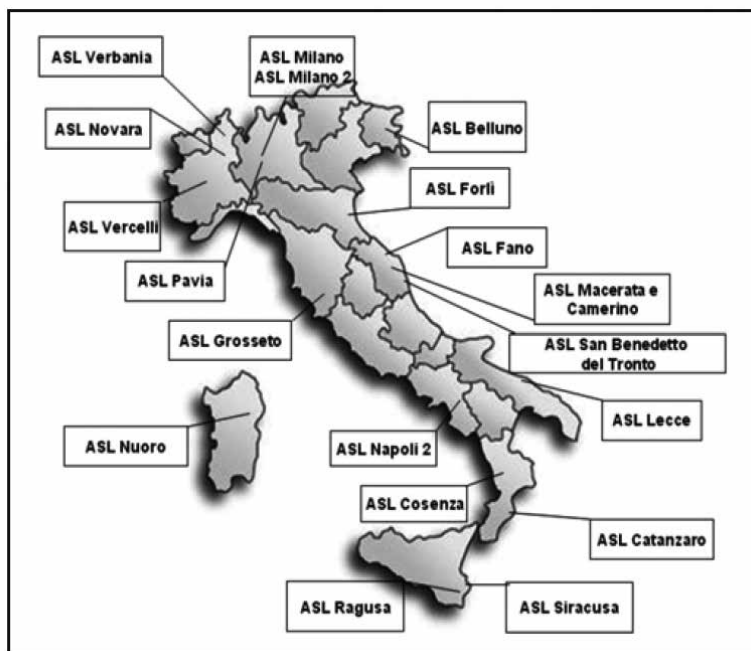 ASL Verbania
ASL Milano
ASL Milano 2
ASL Novara
ASL Belluno
ASL Forlì
ASL Vercelli
ASL Fano
ASL Pavia
ASL Macerata e
Camerino
ASL Grosseto
ASL San Benedetto
del Tronto
ASL Lecce
ASL Nuoro
ASL Napoli 2
ASL Cosenza
ASL Catanzaro
ASL Ragusa
ASL Siracusa